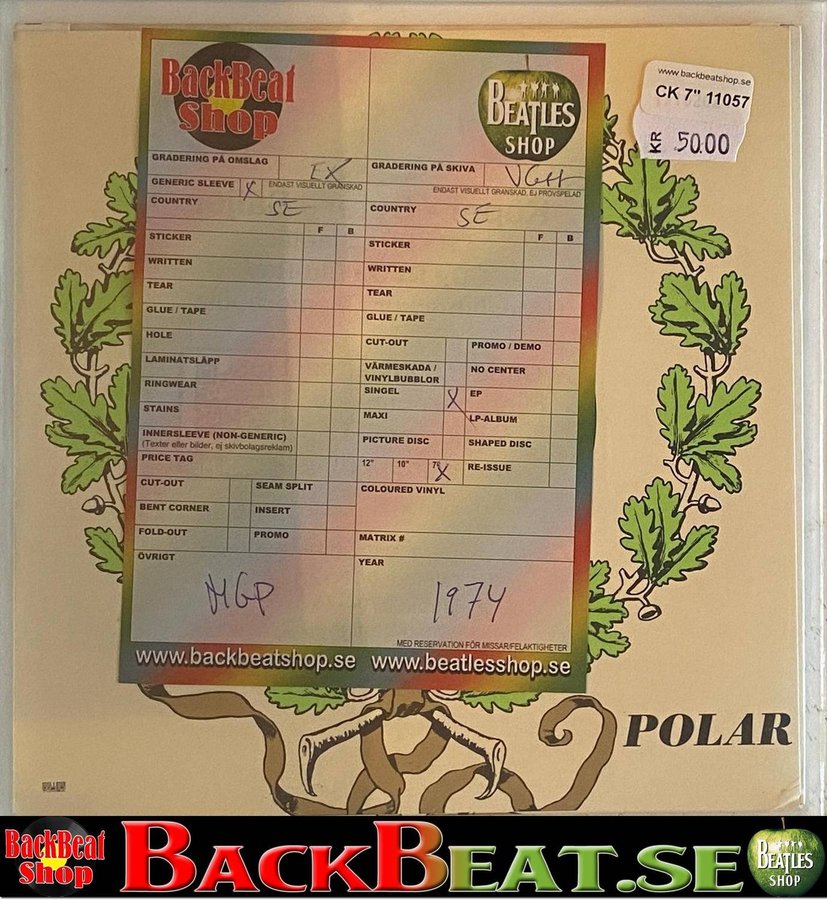 BackBeat
Shop
BEATLES
SHOP
www.backbeatshop.se
CK 7" 11057
KR 50.00
GRADERING PÅ OMSLAG EX
GRADERING PÅ SKIVA VG++
GENERIC SLEEVE X ENDAST VISUELLT GRANSKAD
ENDAST VISUELLT GRANSKAD, EJ PROVSPELAD
COUNTRY SE
COUNTRY SE
F B
F B
STICKER
STICKER
WRITTEN
WRITTEN
TEAR
TEAR
GLUE / TAPE
GLUE / TAPE
HOLE
CUT-OUT
PROMO / DEMO
LAMINATSLÄPP
VÄRMESKADA /
VINYLBUBBLOR
NO CENTER
RINGWEAR
SINGEL X
EP
STAINS
MAXI
LP-ALBUM
INNERSLEEVE (NON-GENERIC)
(Texter eller bilder, ej skivbolagsreklam)
PICTURE DISC
SHAPED DISC
PRICE TAG
12" 10" 7" X
RE-ISSUE
CUT-OUT
SEAM SPLIT
COLOURED VINYL
BENT CORNER
INSERT
FOLD-OUT
PROMO
MATRIX #
ÖVRIGT
YEAR
MGP
1974
MED RESERVATION FÖR MISSAR/FELAKTIGHETER
www.backbeatshop.se www.beatlesshop.se
POLAR
BackBeat
Shop
BACKBEAT.SE
BEATLES
SHOP